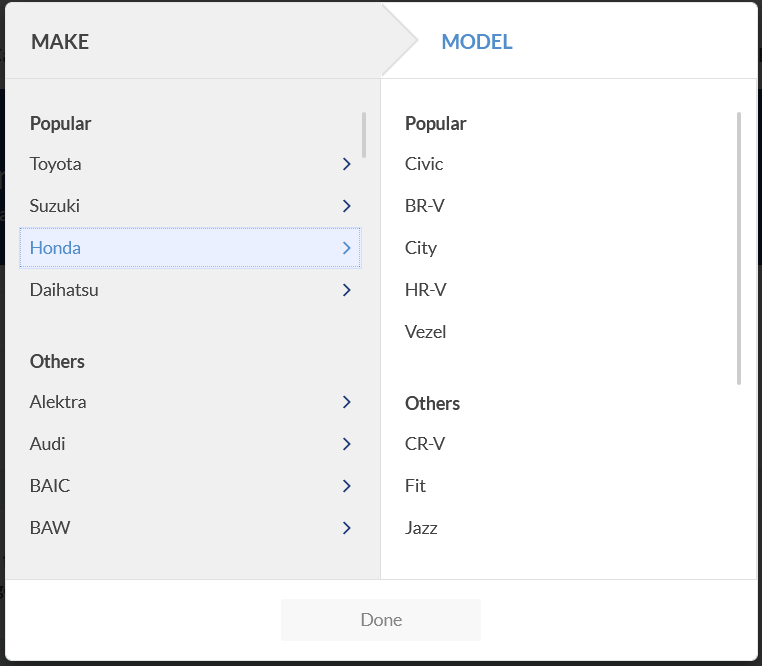 MAKE
MODEL
Popular
Toyota
Suzuki
Honda
Daihatsu
Others
Alektra
Audi
BAIC
BAW
Popular
Civic
BR-V
City
HR-V
Vezel
Others
CR-V
Fit
Jazz
Done